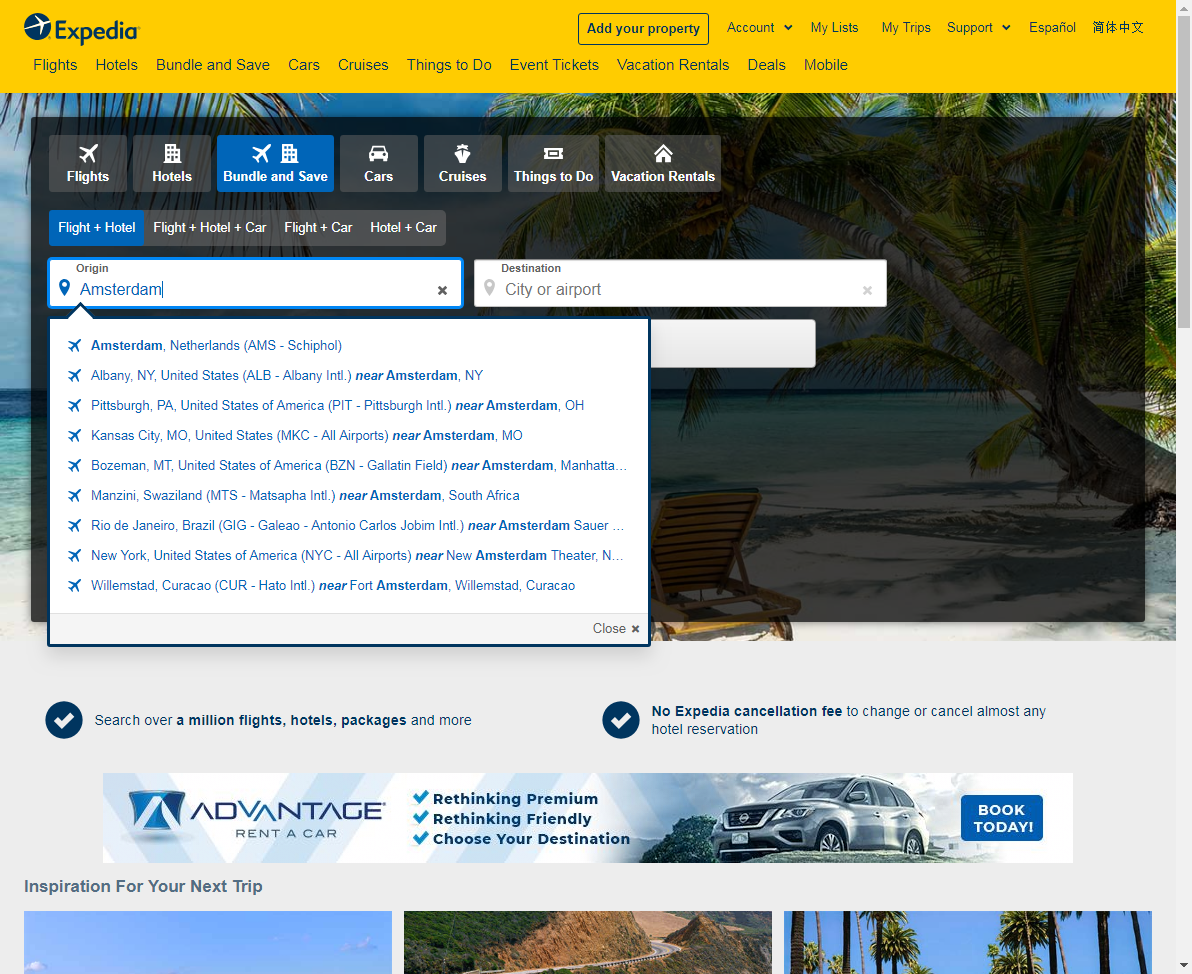 Expedia
Add your property
Account
My Lists
My Trips
Support
Español
简体中文
Flights
Hotels
Bundle and Save
Cars
Cruises
Things to Do
Event Tickets
Vacation Rentals
Deals
Mobile
Flights
Hotels
Bundle and Save
Cars
Cruises
Things to Do
Vacation Rentals
Flight + Hotel
Flight + Hotel + Car
Flight + Car
Hotel + Car
Origin
Amsterdam
Destination
City or airport
Amsterdam, Netherlands (AMS - Schiphol)
Albany, NY, United States (ALB - Albany Intl.) near Amsterdam, NY
Pittsburgh, PA, United States of America (PIT - Pittsburgh Intl.) near Amsterdam, OH
Kansas City, MO, United States (MKC - All Airports) near Amsterdam, MO
Bozeman, MT, United States of America (BZN - Gallatin Field) near Amsterdam, Manhatta...
Manzini, Swaziland (MTS - Matsapha Intl.) near Amsterdam, South Africa
Rio de Janeiro, Brazil (GIG - Galeao - Antonio Carlos Jobim Intl.) near Amsterdam Sauer ...
New York, United States of America (NYC - All Airports) near New Amsterdam Theater, N...
Willemstad, Curacao (CUR - Hato Intl.) near Fort Amsterdam, Willemstad, Curacao
Close
Search over a million flights, hotels, packages and more
No Expedia cancellation fee to change or cancel almost any
hotel reservation
ADVANTAGE
RENT A CAR
Rethinking Premium
Rethinking Friendly
Choose Your Destination
BOOK
TODAY!
Inspiration For Your Next Trip